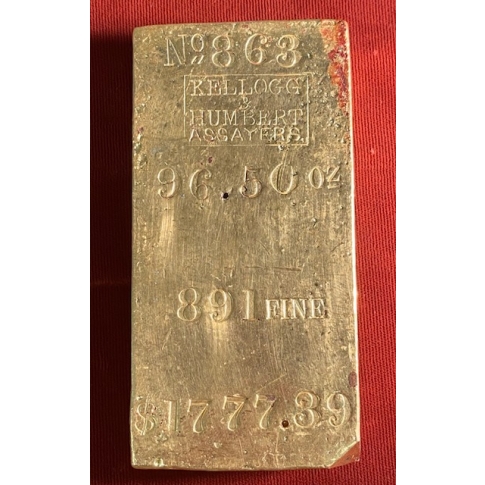 No 863
KELLOGG
&
HUMBERT
ASSAYERS.
96.50 OZ
.891 FINE
$1777.39